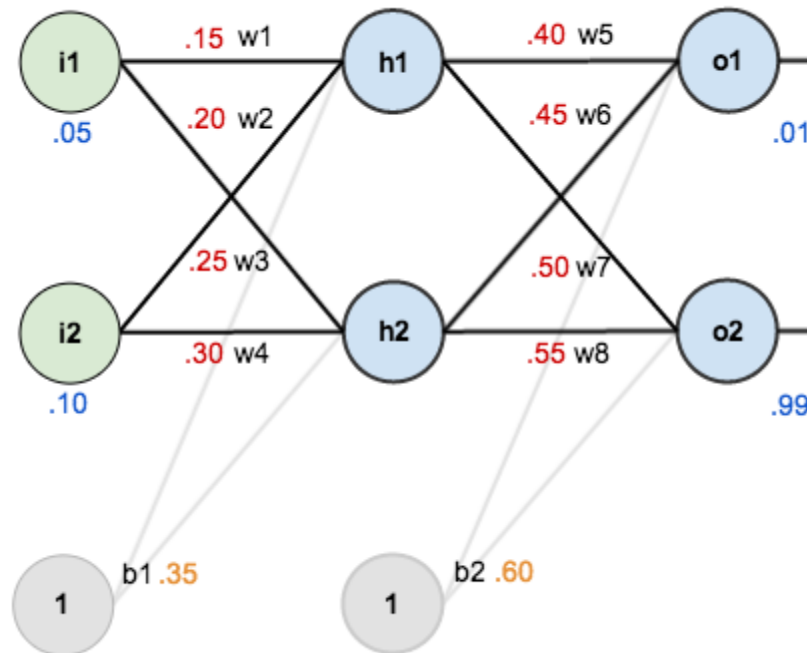 .15 w1
.40 w5
i1
h1
o1
.20 w2
.45 w6
.05
.01
.25 w3
.50 w7
i2
h2
o2
.30 w4
.55 w8
.10
.99
b1 .35
b2 .60
1
1